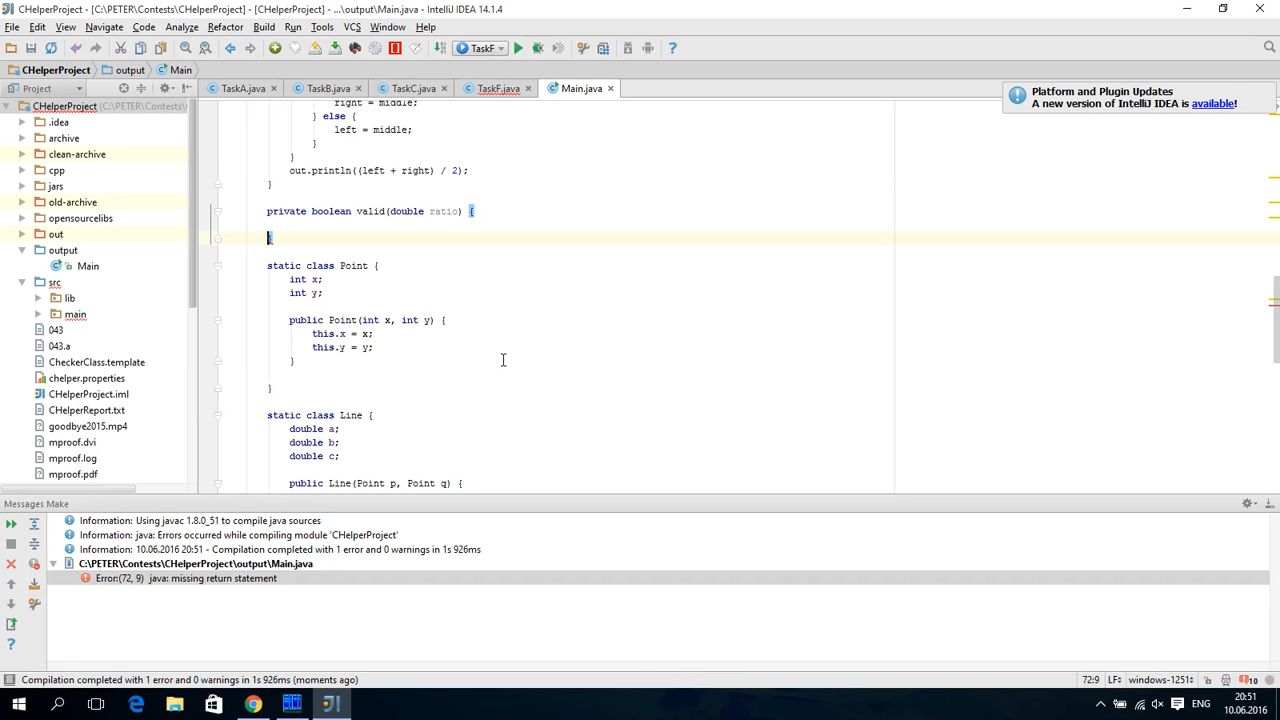 CHelperProject - [C:\PETER\Contests\CHelperProject] - [CHelperProject] - ...\output\Main.java - IntelliJ IDEA 14.1.4
File Edit View Navigate Code Analyze Refactor Build Run Tools VCS Window Help
TaskF
CHelperProject output Main
Project TaskA.java TaskB.java TaskC.java TaskF.java Main.java
Platform and Plugin Updates
A new version of IntelliJ IDEA is available!
CHelperProject (C:\PETER\Cont
.idea
archive
clean-archive
cpp
jars
old-archive
opensourcelibs
out
output
Main
src
lib
main
043
043.a
CheckerClass.template
chelper.properties
CHelperProject.iml
CHelperReport.txt
goodbye2015.mp4
mproof.dvi
mproof.log
mproof.pdf
right = middle;
} else {
left = middle;
}
}
out.println((left + right) / 2);
}
private boolean valid(double ratio) {
}
static class Point {
int x;
int y;
public Point(int x, int y) {
this.x = x;
this.y = y;
}
}
static class Line {
double a;
double b;
double c;
public Line(Point p, Point q) {
Messages Make
Information: Using javac 1.8.0_51 to compile java sources
Information: java: Errors occurred while compiling module 'CHelperProject'
Information: 10.06.2016 20:51 - Compilation completed with 1 error and 0 warnings in 1s 926ms
C:\PETER\Contests\CHelperProject\output\Main.java
Error:(72, 9) java: missing return statement
Compilation completed with 1 error and 0 warnings in 1s 926ms (moments ago)
72:9 LF÷ windows-1251÷ 10
ENG
20:51
10.06.2016